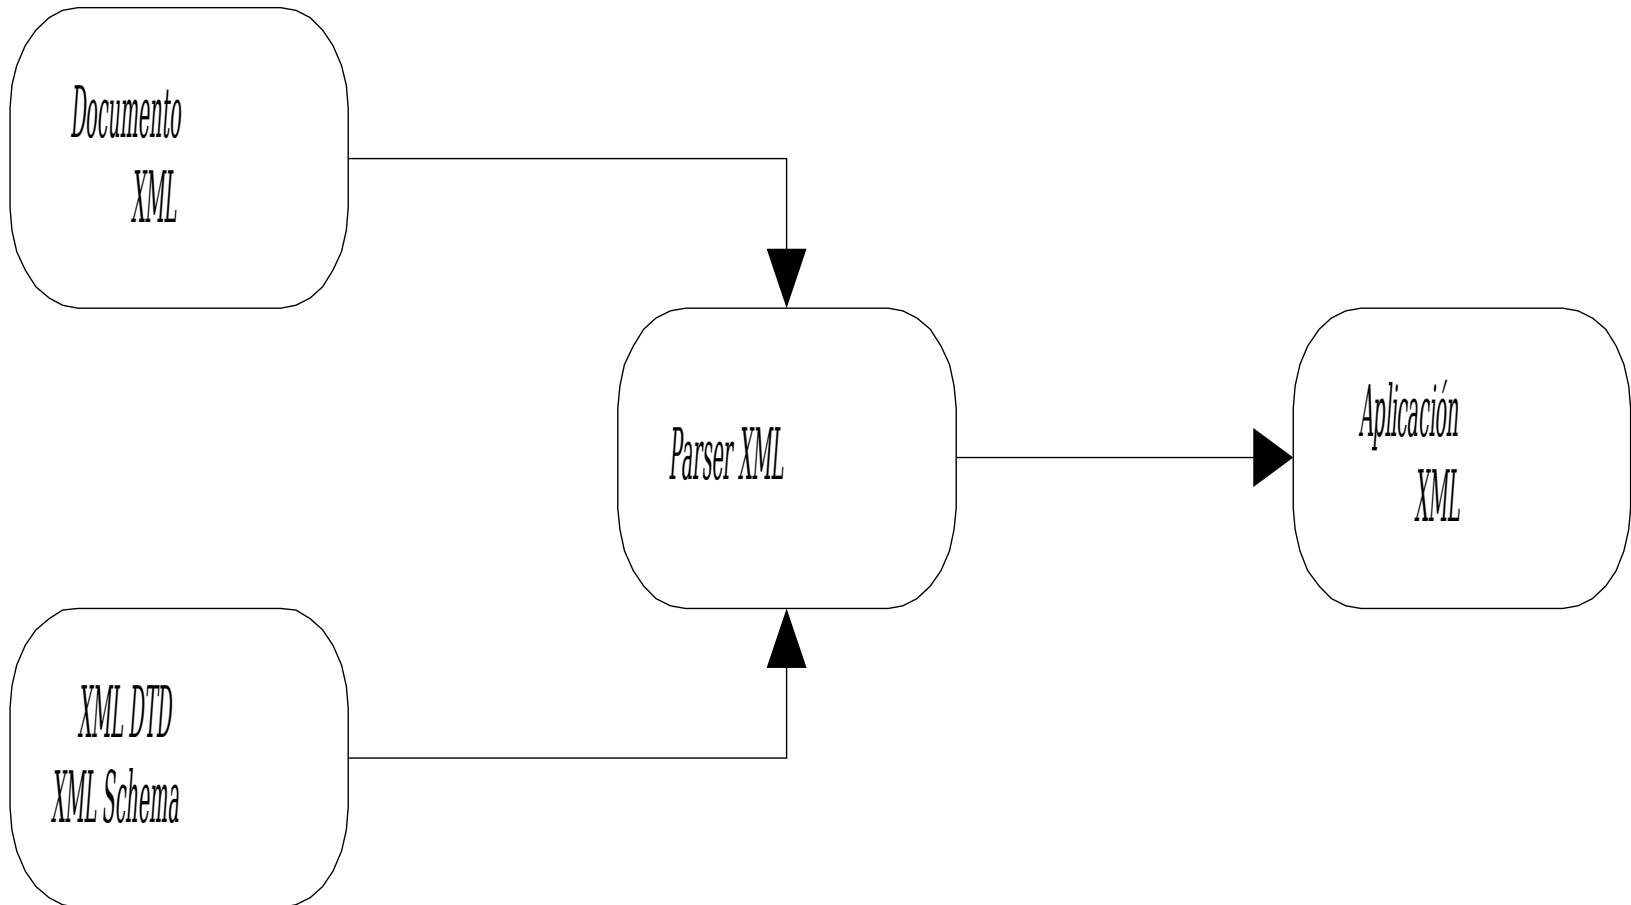 Documento
XML
Parser XML
Aplicación
XML
XML DTD
XML Schema